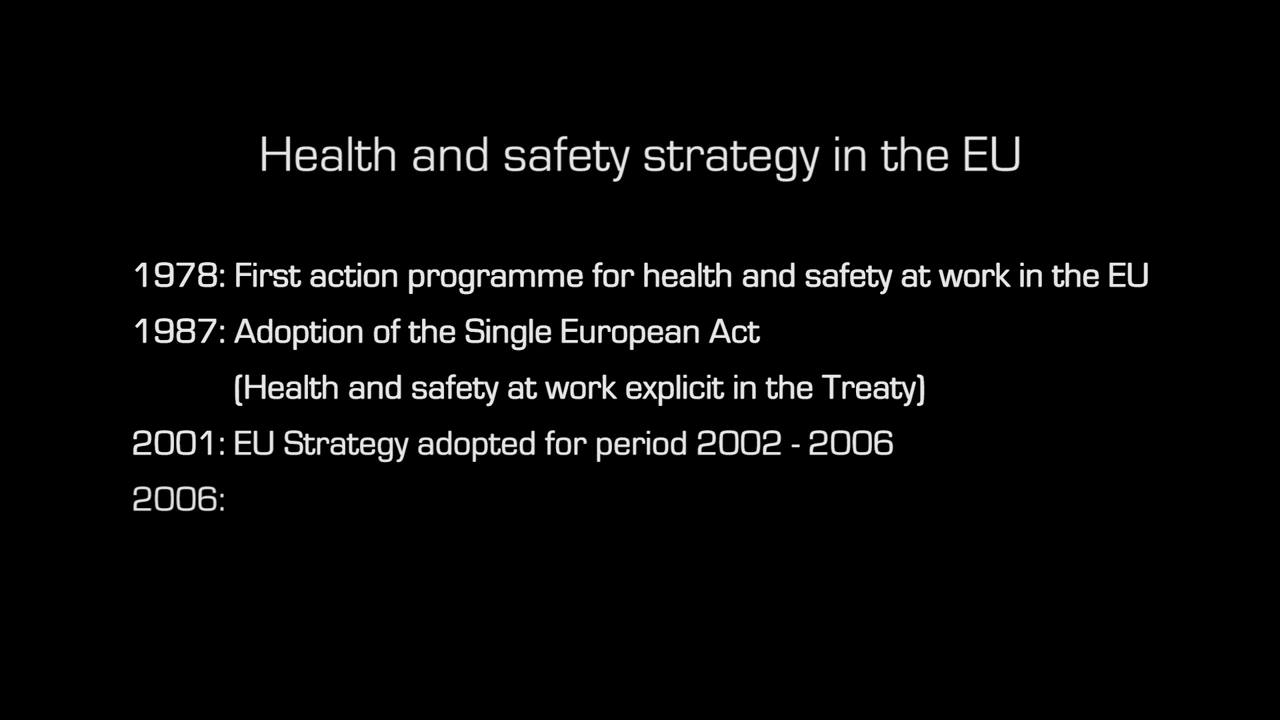 Health and safety strategy in the EU
1978: First action programme for health and safety at work in the EU
1987: Adoption of the Single European Act
(Health and safety at work explicit in the Treaty)
2001: EU Strategy adopted for period 2002 - 2006
2006: